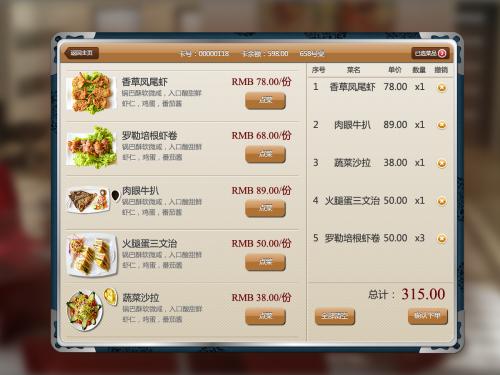 返回主页
卡号：00000118 卡余额：598.00 658号桌
已选菜品
香草凤尾虾
RMB 78.00/份
锅巴酥软微咸，入口酸甜鲜
虾仁，鸡蛋，番茄酱
点菜
罗勒培根虾卷
RMB 68.00/份
锅巴酥软微咸，入口酸甜鲜
虾仁，鸡蛋，番茄酱
点菜
肉眼牛扒
RMB 89.00/份
锅巴酥软微咸，入口酸甜鲜
虾仁，鸡蛋，番茄酱
点菜
火腿蛋三文治
RMB 50.00/份
锅巴酥软微咸，入口酸甜鲜
虾仁，鸡蛋，番茄酱
点菜
蔬菜沙拉
RMB 38.00/份
锅巴酥软微咸，入口酸甜鲜
虾仁，鸡蛋，番茄酱
点菜
序号 菜名 单价 数量 撤销
1 香草凤尾虾 78.00 x1
2 肉眼牛扒 89.00 x1
3 蔬菜沙拉 38.00 x1
4 火腿蛋三文治 50.00 x1
5 罗勒培根虾卷 50.00 x3
总计：315.00
全部清空
确认下单